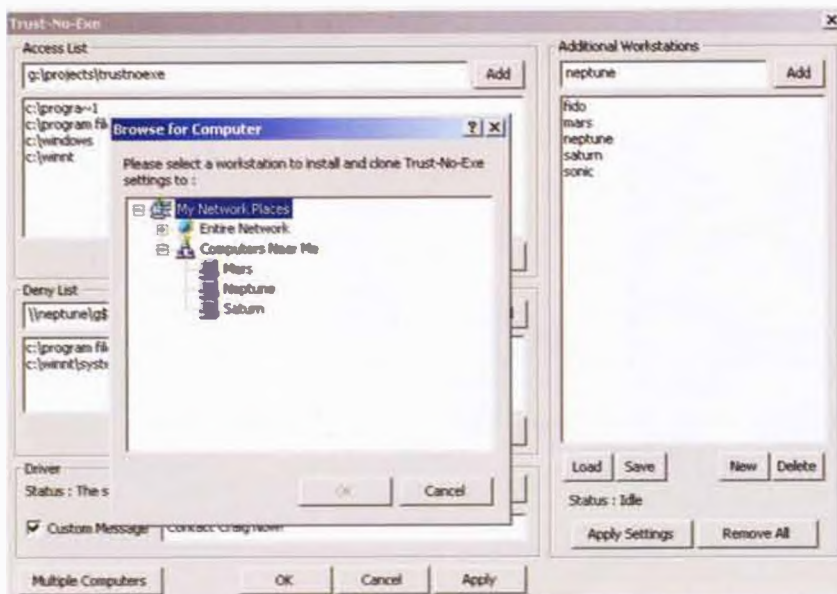 Trust-No-Exe
Access List
g:\projects\trustnoexe
Add
c:\progra~1
c:\program fil
c:\windows
c:\winnt
Browse for Computer
Please select a workstation to install and clone Trust-No-Exe
settings to :
My Network Places
Entire Network
Computers Near Me
Mars
Neptune
Saturn
OK
Cancel
Deny List
\\neptune\g$
c:\program fil
c:\winnt\syste
Driver
Status : The s
Custom Message
Contact Craig Now!
Multiple Computers
OK
Cancel
Apply
Additional Workstations
neptune
Add
fido
mars
neptune
saturn
sonic
Load
Save
New
Delete
Status : Idle
Apply Settings
Remove All